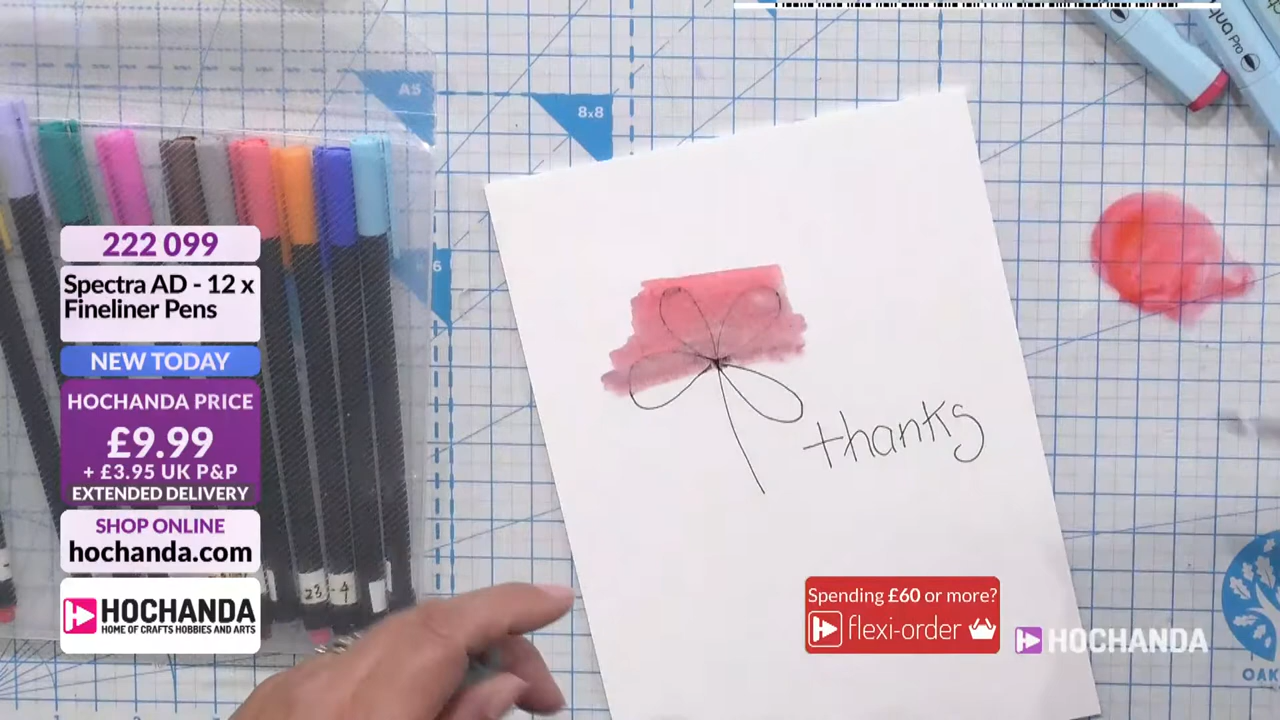 222 099
Spectra AD - 12 x
Fineliner Pens
NEW TODAY
HOCHANDA PRICE
£9.99
+ £3.95 UK P&P
EXTENDED DELIVERY
SHOP ONLINE
hochanda.com
HOCHANDA
HOME OF CRAFTS HOBBIES AND ARTS
A5
8x8
6
thanks
Spending £60 or more?
flexi-order
HOCHANDA
OAK